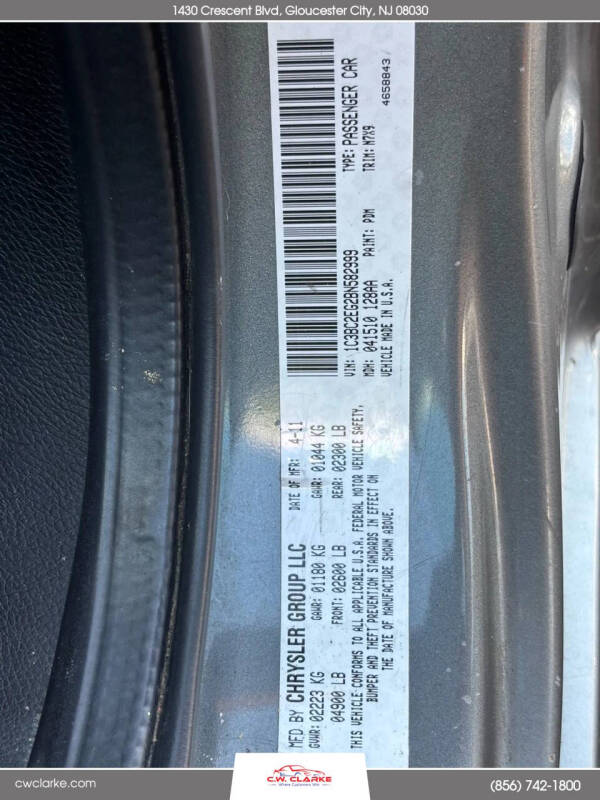 1430 Crescent Blvd, Gloucester City, NJ 08030
MFD BY CHRYSLER GROUP LLC DATE OF MFR: 4-11
GVWR: 02223 KG GAWR: 01180 KG GAWR: 01044 KG
04900 LB FRONT: 02600 LB REAR: 02300 LB
THIS VEHICLE CONFORMS TO ALL APPLICABLE U.S.A. FEDERAL MOTOR VEHICLE SAFETY,
BUMPER AND THEFT PREVENTION STANDARDS IN EFFECT ON
THE DATE OF MANUFACTURE SHOWN ABOVE.
VIN: 1C3BC2EG2BN582999 TYPE: PASSENGER CAR
MDH: 041510 128AA PAINT: PDM TRIM: M7X9
VEHICLE MADE IN U.S.A. 4658843
cwclarke.com
C.W. CLARKE
Where Customers Win
(856) 742-1800